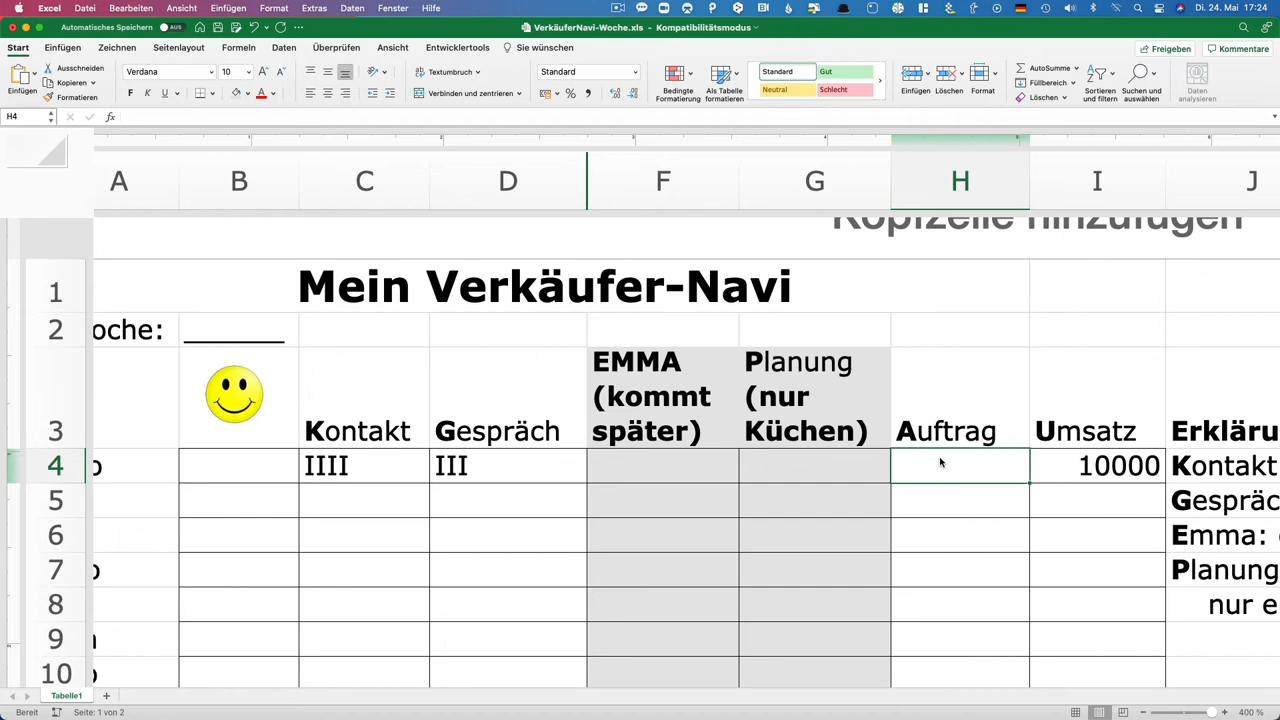 Excel Datei Bearbeiten Ansicht Einfügen Format Extras Daten Fenster Hilfe Di. 24. Mai 17:24
Automatisches Speichern AUS VerkäuferNavi-Woche.xls - Kompatibilitätsmodus
Start Einfügen Zeichnen Seitenlayout Formeln Daten Überprüfen Ansicht Entwicklertools Sie wünschen Freigeben Kommentare
Einfügen Ausschneiden Kopieren Formatieren Verdana 10 Textumbruch Verbinden und zentrieren Standard Bedingte Formatierung Als Tabelle formatieren Standard Gut Neutral Schlecht Einfügen Löschen Format AutoSumme Füllbereich Löschen Sortieren und filtern Suchen und auswählen Daten analysieren
F K U
H4 fx
A B C D F G H I J
Kopfzeile hinzufügen
1 Mein Verkäufer-Navi
2 oche: ______
3 Kontakt Gespräch EMMA (kommt später) Planung (nur Küchen) Auftrag Umsatz Erkläru
4 o IIII III 10000 Kontakt
5 Gespräc
6 Emma:
7 o Planung
8 nur e
9 n
10 o
Tabelle1 +
Bereit Seite: 1 von 2 400 %